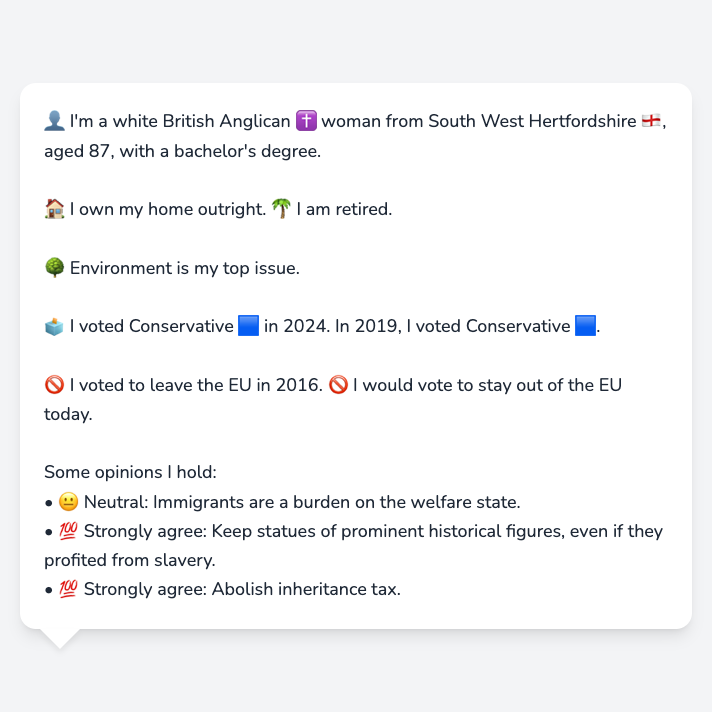 👤 I'm a white British Anglican ✝️ woman from South West Hertfordshire 🏴󠁧󠁢󠁥󠁮󠁧󠁿,
aged 87, with a bachelor's degree.
🏠 I own my home outright. 🌴 I am retired.
🌳 Environment is my top issue.
🗳️ I voted Conservative 🟦 in 2024. In 2019, I voted Conservative 🟦.
🚫 I voted to leave the EU in 2016. 🚫 I would vote to stay out of the EU
today.
Some opinions I hold:
• 😐 Neutral: Immigrants are a burden on the welfare state.
• 💯 Strongly agree: Keep statues of prominent historical figures, even if they
profited from slavery.
• 💯 Strongly agree: Abolish inheritance tax.